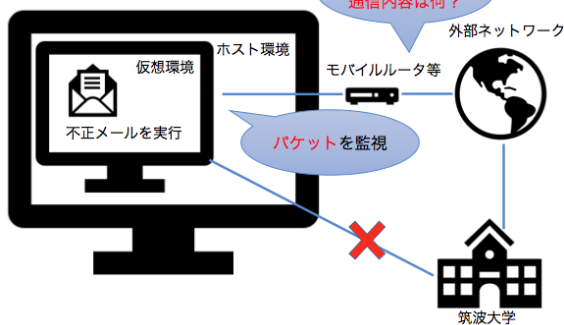 通信内容は何？
外部ネットワーク
ホスト環境
仮想環境
モバイルルータ等
不正メールを実行
パケットを監視
筑波大学